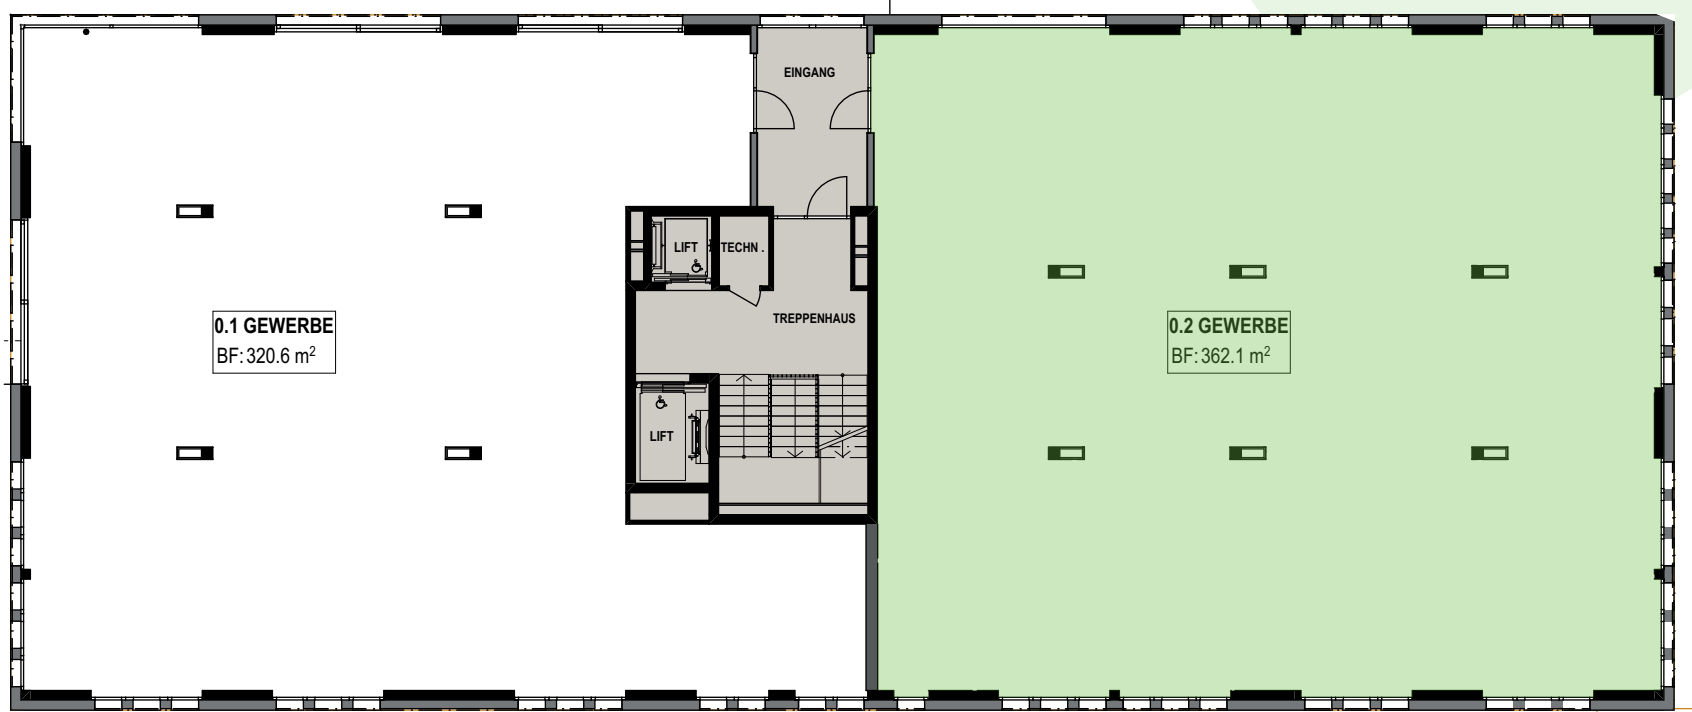 EINGANG
LIFT
TECHN.
TREPPENHAUS
0.1 GEWERBE
BF: 320.6 m²
0.2 GEWERBE
BF: 362.1 m²
LIFT